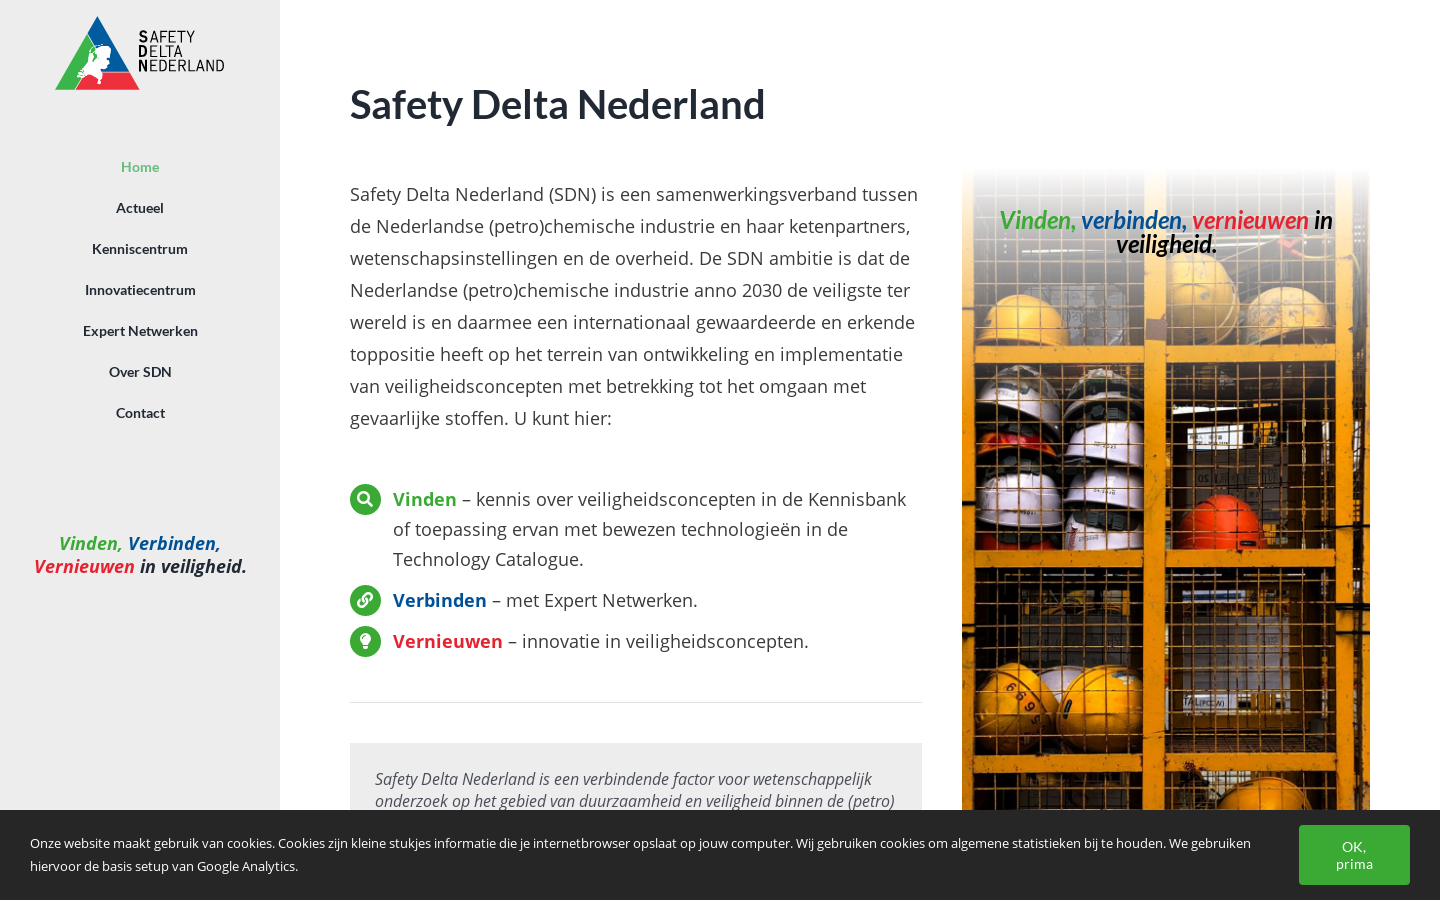 SAFETY
DELTA
NEDERLAND
Home
Actueel
Kenniscentrum
Innovatiecentrum
Expert Netwerken
Over SDN
Contact
Vinden, Verbinden,
Vernieuwen in veiligheid.
Safety Delta Nederland
Safety Delta Nederland (SDN) is een samenwerkingsverband tussen
de Nederlandse (petro)chemische industrie en haar ketenpartners,
wetenschapsinstellingen en de overheid. De SDN ambitie is dat de
Nederlandse (petro)chemische industrie anno 2030 de veiligste ter
wereld is en daarmee een internationaal gewaardeerde en erkende
toppositie heeft op het terrein van ontwikkeling en implementatie
van veiligheidsconcepten met betrekking tot het omgaan met
gevaarlijke stoffen. U kunt hier:
Vinden – kennis over veiligheidsconcepten in de Kennisbank
of toepassing ervan met bewezen technologieën in de
Technology Catalogue.
Verbinden – met Expert Netwerken.
Vernieuwen – innovatie in veiligheidsconcepten.
Safety Delta Nederland is een verbindende factor voor wetenschappelijk
onderzoek op het gebied van duurzaamheid en veiligheid binnen de (petro)
Vinden, verbinden, vernieuwen in
veiligheid.
Onze website maakt gebruik van cookies. Cookies zijn kleine stukjes informatie die je internetbrowser opslaat op jouw computer. Wij gebruiken cookies om algemene statistieken bij te houden. We gebruiken
hiervoor de basis setup van Google Analytics.
OK,
prima